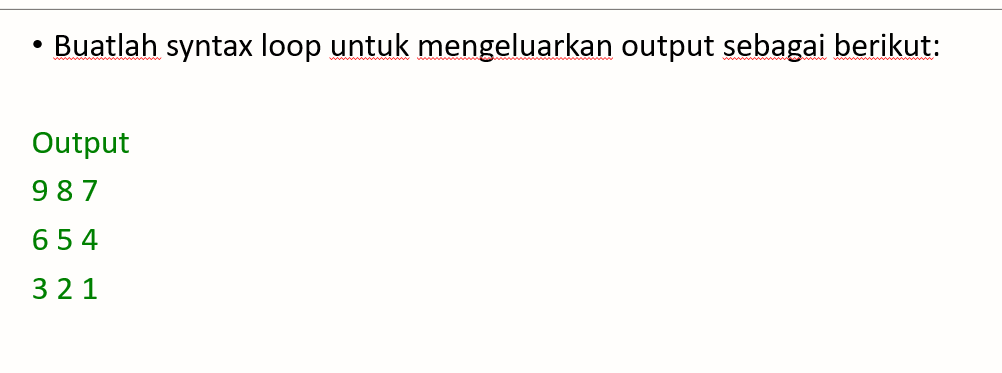 • Buatlah syntax loop untuk mengeluarkan output sebagai berikut:
Output
9 8 7
6 5 4
3 2 1